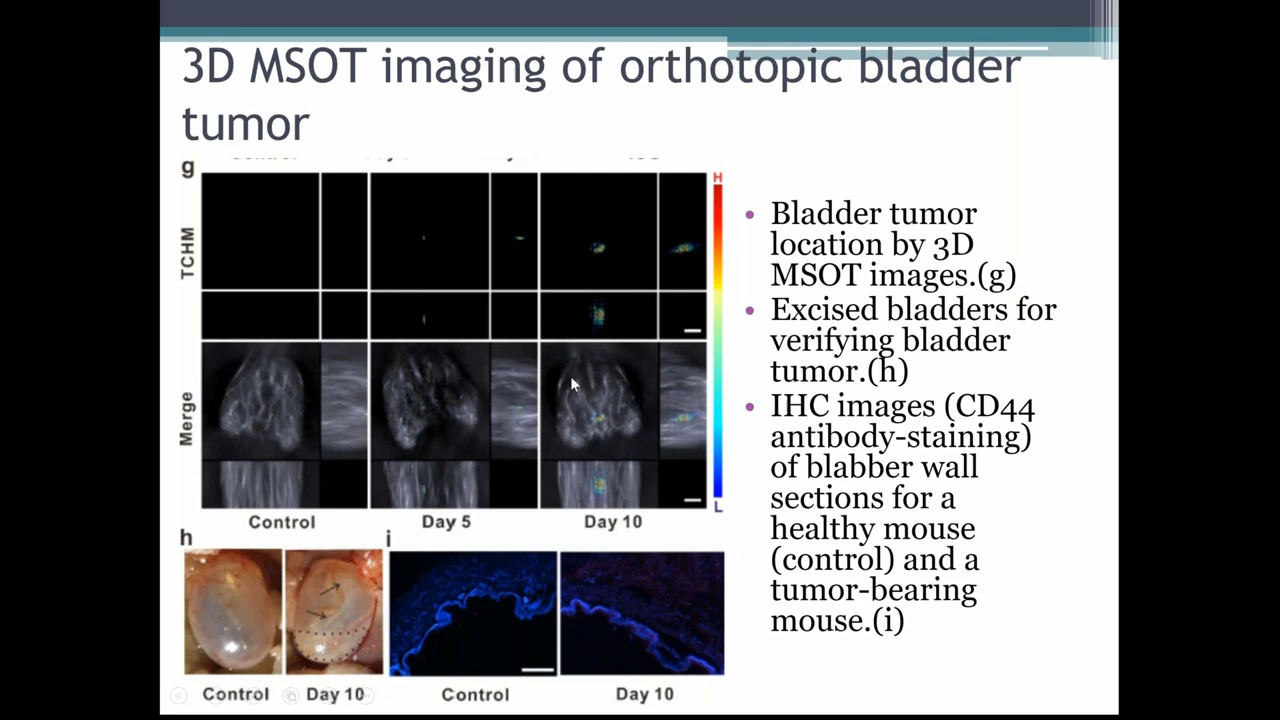 3D MSOT imaging of orthotopic bladder
tumor
g
H
TCHM
Merge
L
Control Day 5 Day 10
h
i
Control Day 10 Control Day 10
• Bladder tumor
location by 3D
MSOT images.(g)
• Excised bladders for
verifying bladder
tumor.(h)
• IHC images (CD44
antibody-staining)
of blabber wall
sections for a
healthy mouse
(control) and a
tumor-bearing
mouse.(i)